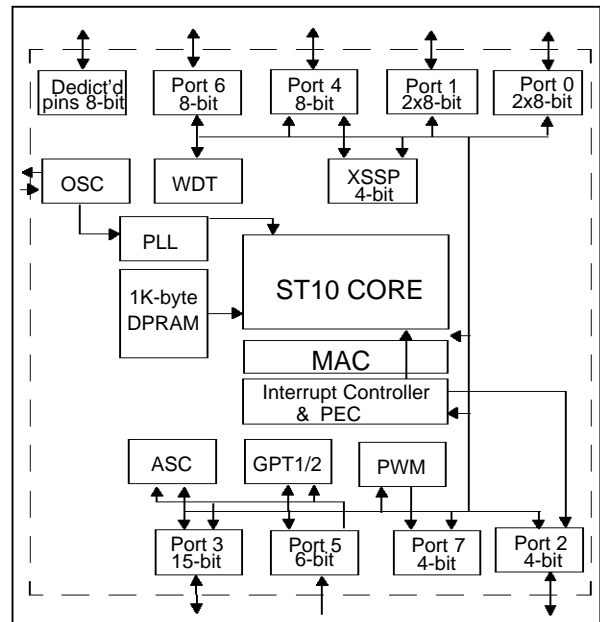 Dedict'd
pins 8-bit
Port 6
8-bit
Port 4
8-bit
Port 1
2x8-bit
Port 0
2x8-bit
OSC
WDT
XSSP
4-bit
PLL
ST10 CORE
1K-byte
DPRAM
MAC
Interrupt Controller
& PEC
ASC
GPT1/2
PWM
Port 3
15-bit
Port 5
6-bit
Port 7
4-bit
Port 2
4-bit